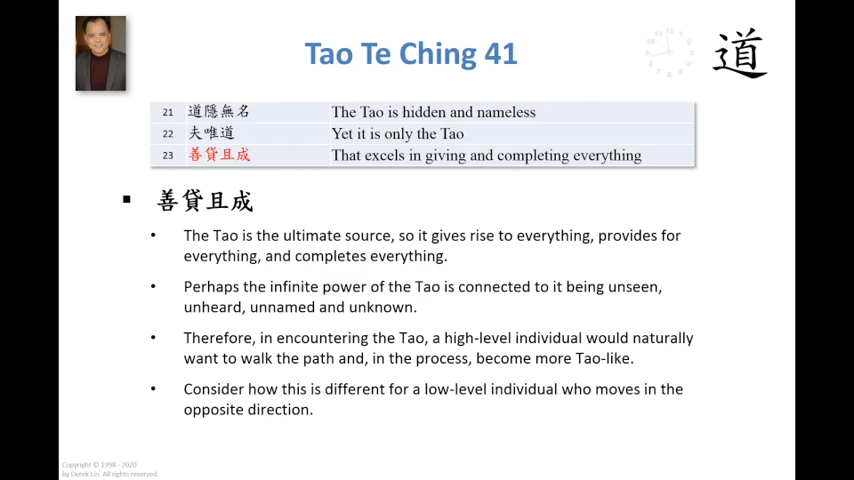 Tao Te Ching 41
道
21 道隱無名 The Tao is hidden and nameless
22 夫唯道 Yet it is only the Tao
23 善貸且成 That excels in giving and completing everything
▪ 善貸且成
• The Tao is the ultimate source, so it gives rise to everything, provides for
everything, and completes everything.
• Perhaps the infinite power of the Tao is connected to it being unseen,
unheard, unnamed and unknown.
• Therefore, in encountering the Tao, a high-level individual would naturally
want to walk the path and, in the process, become more Tao-like.
• Consider how this is different for a low-level individual who moves in the
opposite direction.
Copyright © 1998 - 2020
by Derek Lin. All rights reserved.